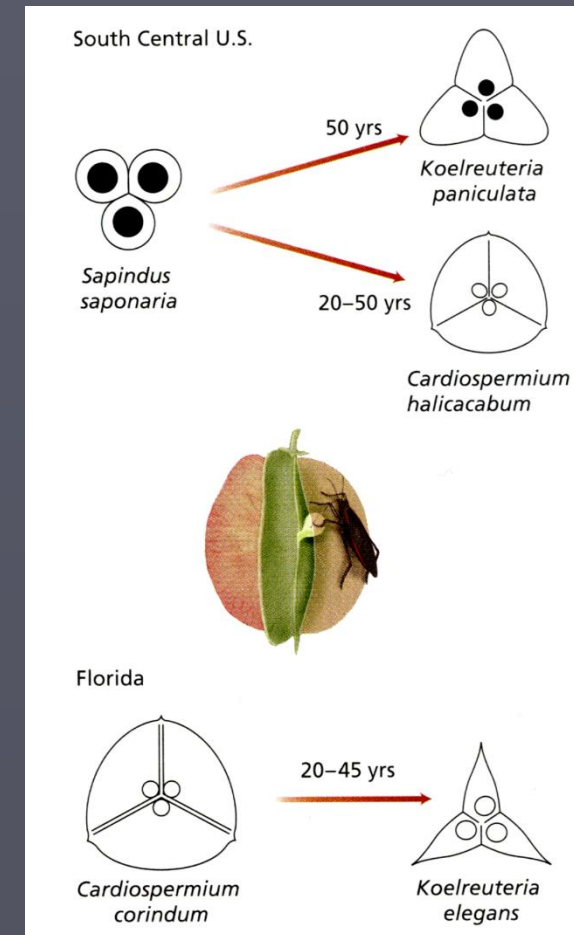 South Central U.S.
50 yrs
Koelreuteria
paniculata
Sapindus
saponaria
20–50 yrs
Cardiospermium
halicacabum
Florida
20–45 yrs
Cardiospermium
corindum
Koelreuteria
elegans